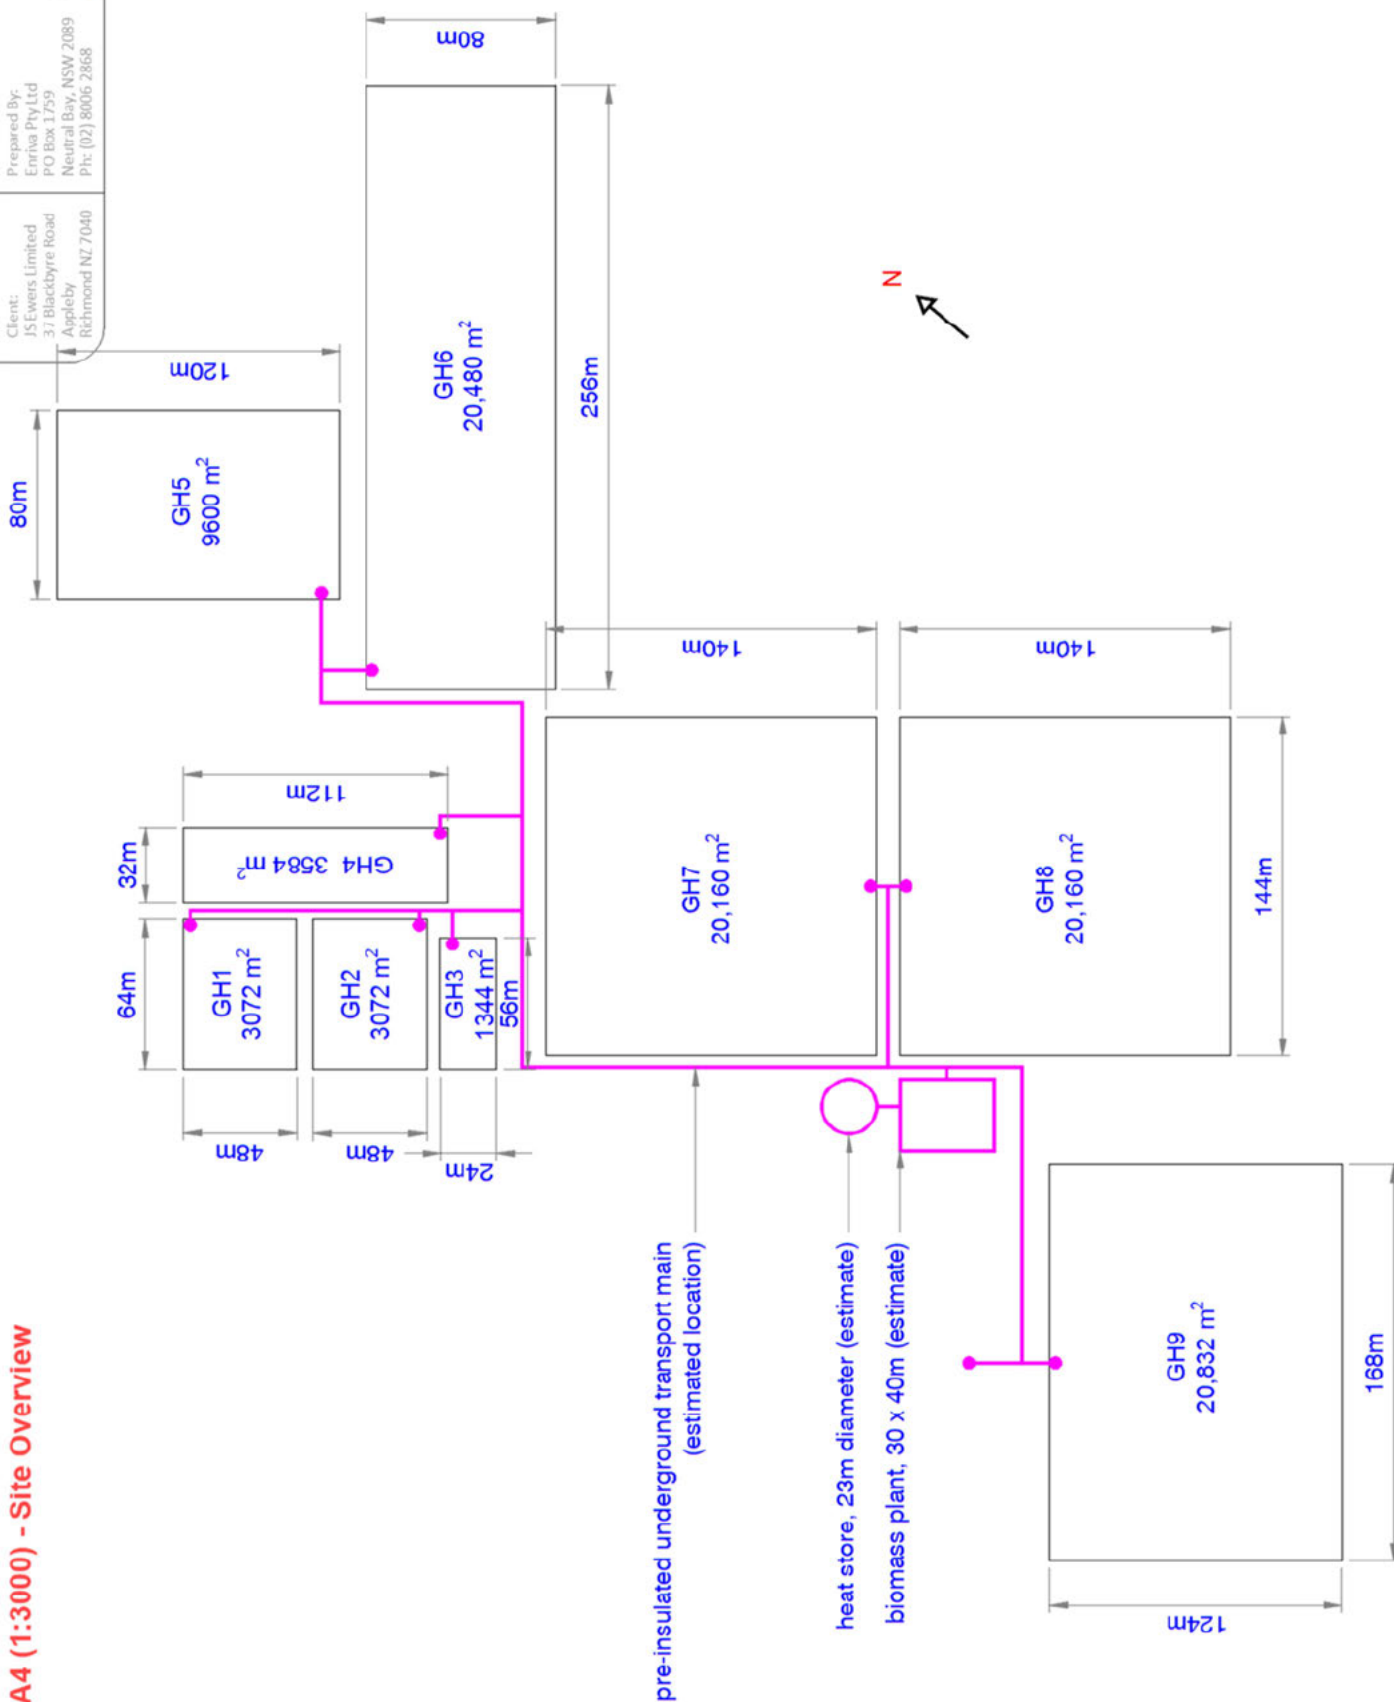 A4 (1:3000) - Site Overview
Client:
JS Ewers Limited
37 Blackbyre Road
Appleby
Richmond NZ 7040
Prepared By:
Enriva Pty Ltd
PO Box 1759
Neutral Bay, NSW 2089
Ph: (02) 8006 2868
64m
32m
80m
48m
GH1
3072 m²
112m
GH4 3584 m²
120m
GH5
9600 m²
48m
GH2
3072 m²
80m
24m
GH3
1344 m²
56m
GH6
20,480 m²
256m
pre-insulated underground transport main
(estimated location)
GH7
20,160 m²
140m
heat store, 23m diameter (estimate)
biomass plant, 30 x 40m (estimate)
N
GH8
20,160 m²
140m
144m
124m
GH9
20,832 m²
168m